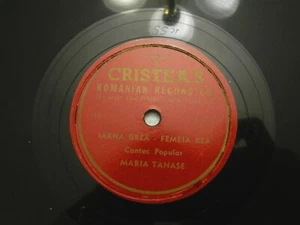 CRISTEA'S
ROMANIAN RECORDS
IARNA GREA - FEMEIA REA
Cantec Popular
MARIA TANASE